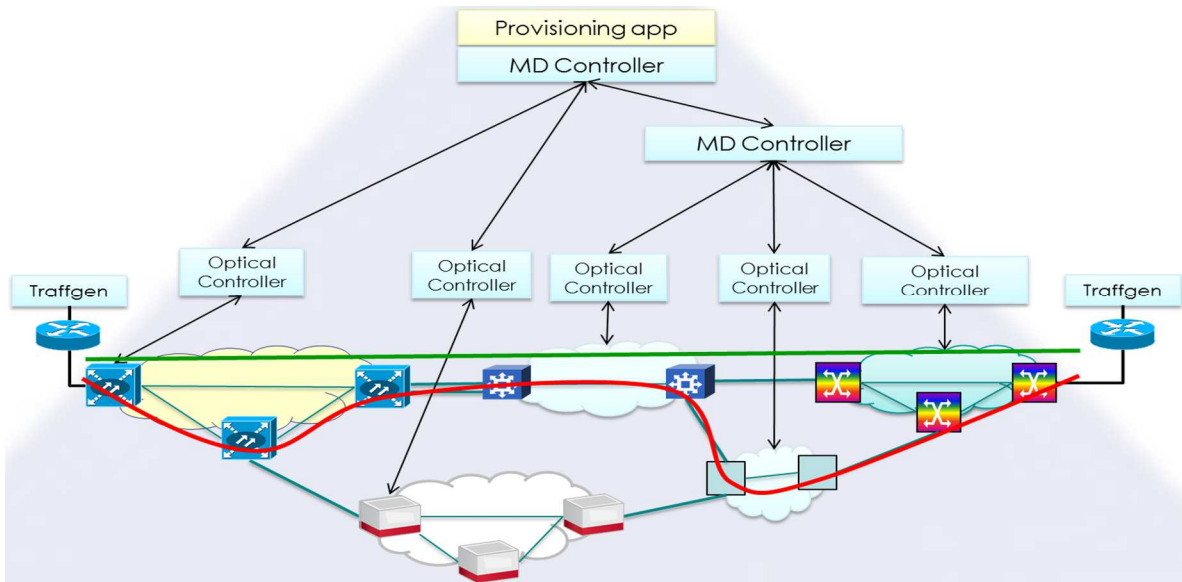 Provisioning app
MD Controller
MD Controller
Optical
Controller
Optical
Controller
Optical
Controller
Optical
Controller
Optical
Controller
Traffgen
Traffgen